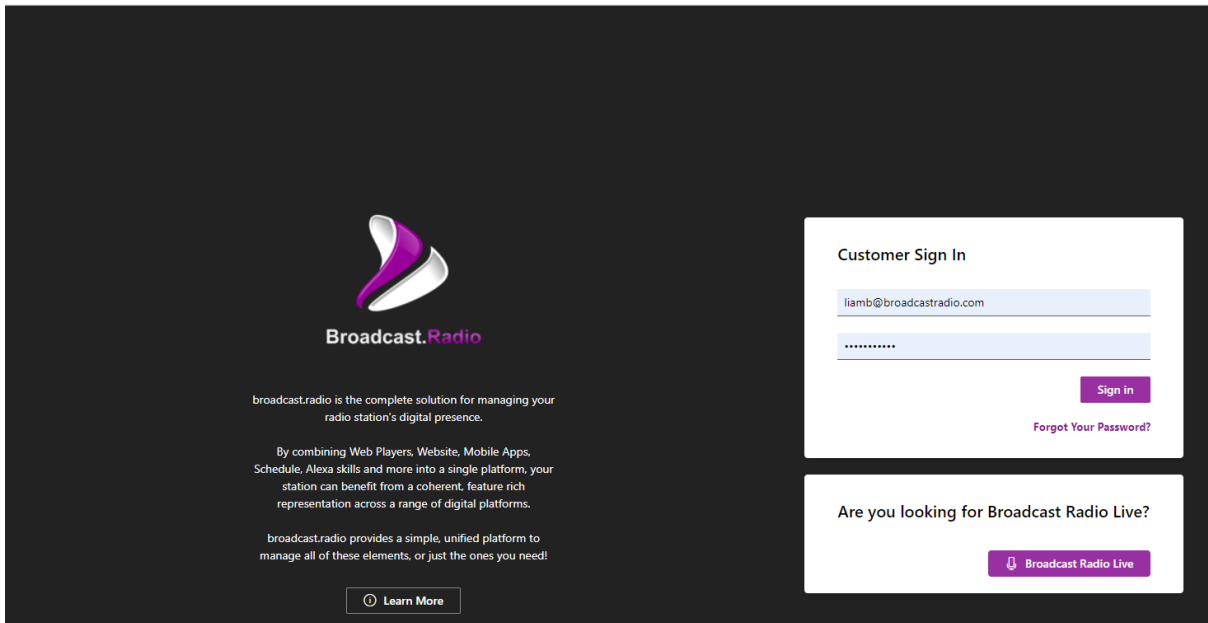 Broadcast.Radio
broadcast.radio is the complete solution for managing your
radio station's digital presence.
By combining Web Players, Website, Mobile Apps,
Schedule, Alexa skills and more into a single platform, your
station can benefit from a coherent, feature rich
representation across a range of digital platforms.
broadcast.radio provides a simple, unified platform to
manage all of these elements, or just the ones you need!
Learn More
Customer Sign In
liamb@broadcastradio.com
•••••••••••
Sign in
Forgot Your Password?
Are you looking for Broadcast Radio Live?
Broadcast Radio Live